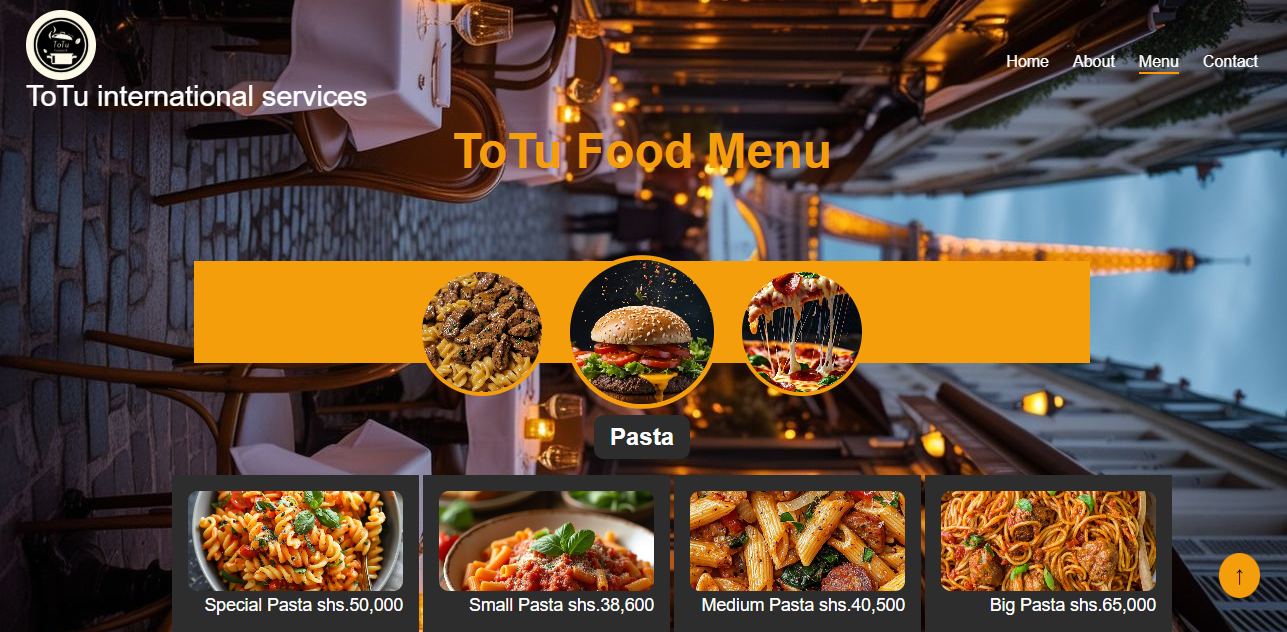 ToTu
ToTu international services
Home About Menu Contact
ToTu Food Menu
Pasta
Special Pasta shs.50,000
Small Pasta shs.38,600
Medium Pasta shs.40,500
Big Pasta shs.65,000
↑